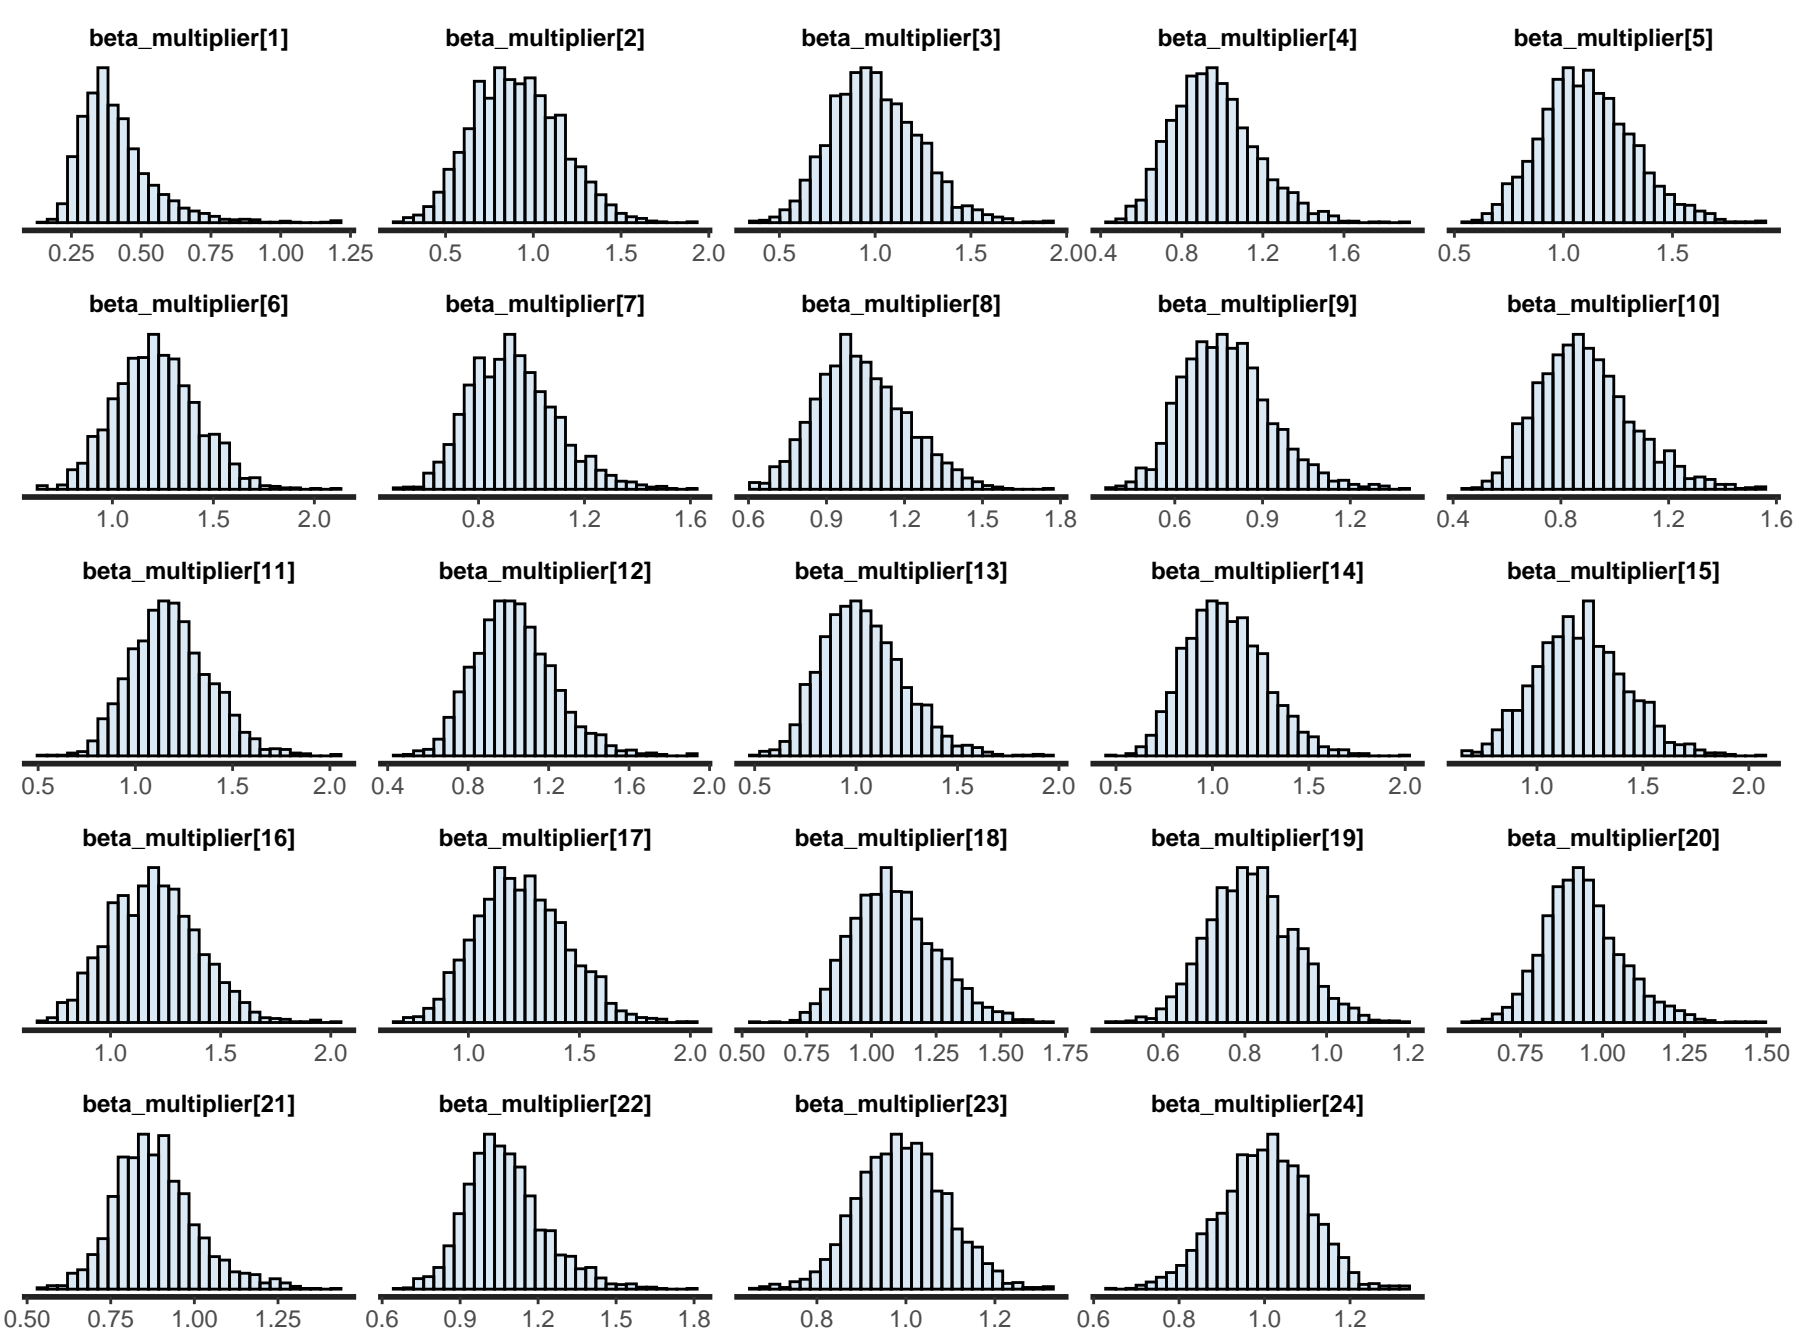 beta_multiplier[1] beta_multiplier[2] beta_multiplier[3] beta_multiplier[4] beta_multiplier[5]
0.25 0.50 0.75 1.00 1.25 0.5 1.0 1.5 2.0 0.5 1.0 1.5 2.0 0.4 0.8 1.2 1.6 0.5 1.0 1.5
beta_multiplier[6] beta_multiplier[7] beta_multiplier[8] beta_multiplier[9] beta_multiplier[10]
1.0 1.5 2.0 0.8 1.2 1.6 0.6 0.9 1.2 1.5 1.8 0.6 0.9 1.2 0.4 0.8 1.2 1.6
beta_multiplier[11] beta_multiplier[12] beta_multiplier[13] beta_multiplier[14] beta_multiplier[15]
0.5 1.0 1.5 2.0 0.4 0.8 1.2 1.6 2.0 0.5 1.0 1.5 2.0 0.5 1.0 1.5 2.0 1.0 1.5 2.0
beta_multiplier[16] beta_multiplier[17] beta_multiplier[18] beta_multiplier[19] beta_multiplier[20]
1.0 1.5 2.0 1.0 1.5 2.0 0.50 0.75 1.00 1.25 1.50 1.75 0.6 0.8 1.0 1.2 0.75 1.00 1.25 1.50
beta_multiplier[21] beta_multiplier[22] beta_multiplier[23] beta_multiplier[24]
0.50 0.75 1.00 1.25 0.6 0.9 1.2 1.5 1.8 0.8 1.0 1.2 0.6 0.8 1.0 1.2